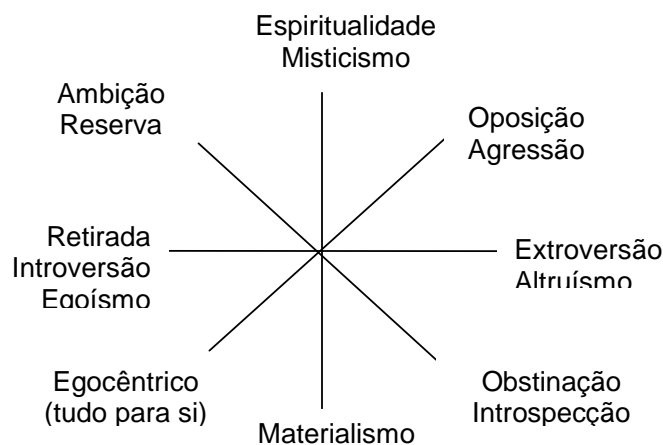 Espiritualidade
Misticismo
Ambição
Reserva
Oposição
Agressão
Retirada
Introversão
Egoísmo
Extroversão
Altruísmo
Egocêntrico
(tudo para si)
Obstinação
Introspecção
Materialismo